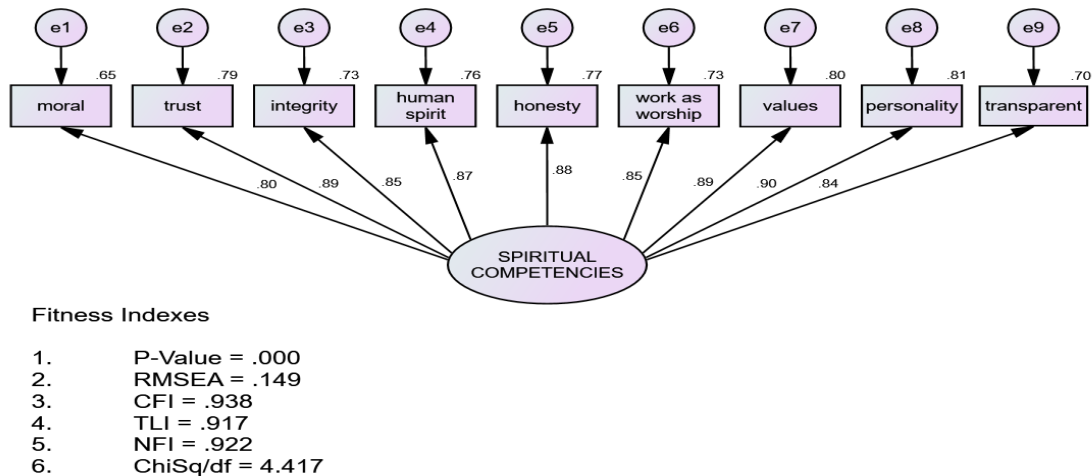 e1 e2 e3 e4 e5 e6 e7 e8 e9
.65 .79 .73 .76 .77 .73 .80 .81 .70
moral trust integrity human spirit honesty work as worship values personality transparent
.80 .89 .85 .87 .88 .85 .89 .90 .84
SPIRITUAL
COMPETENCIES
Fitness Indexes
1. P-Value = .000
2. RMSEA = .149
3. CFI = .938
4. TLI = .917
5. NFI = .922
6. ChiSq/df = 4.417